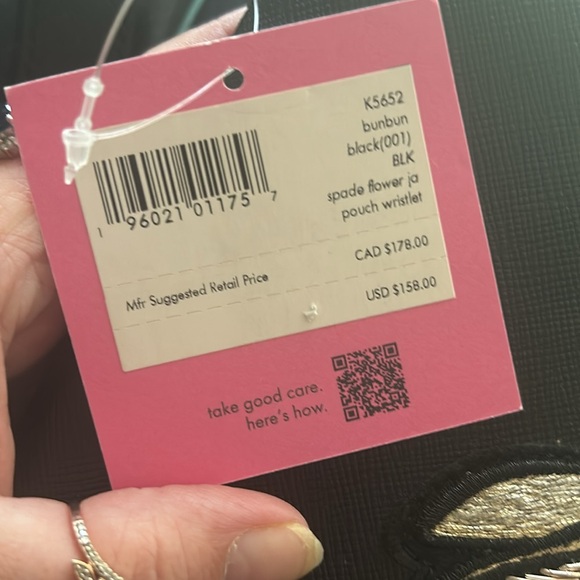 K5652
bunbun
black(001)
BLK
spade flower ja
pouch wristlet
1 96021 01175 7
CAD $178.00
Mfr Suggested Retail Price
USD $158.00
take good care.
here's how.